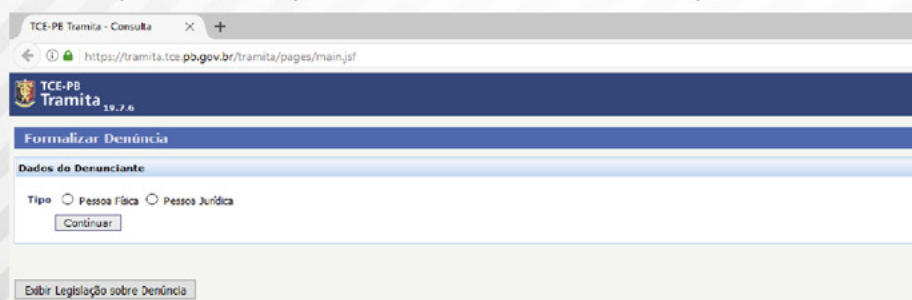 TCE-PB Tramita - Consulta
https://tramita.tce.pb.gov.br/tramita/pages/main.jsf
TCE-PB
Tramita 19.7.6
Formalizar Denúncia
Dados do Denunciante
Tipo Pessoa Física Pessoa Jurídica
Continuar
Exibir Legislação sobre Denúncia